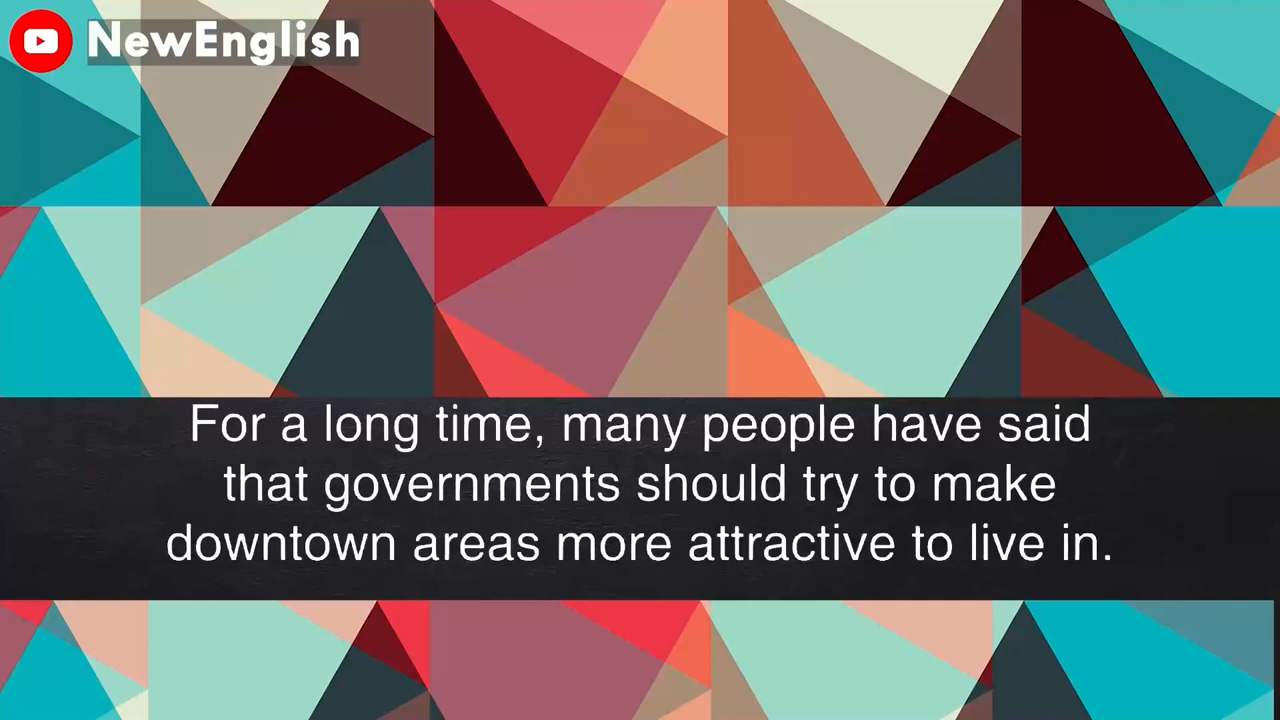 NewEnglish
For a long time, many people have said
that governments should try to make
downtown areas more attractive to live in.